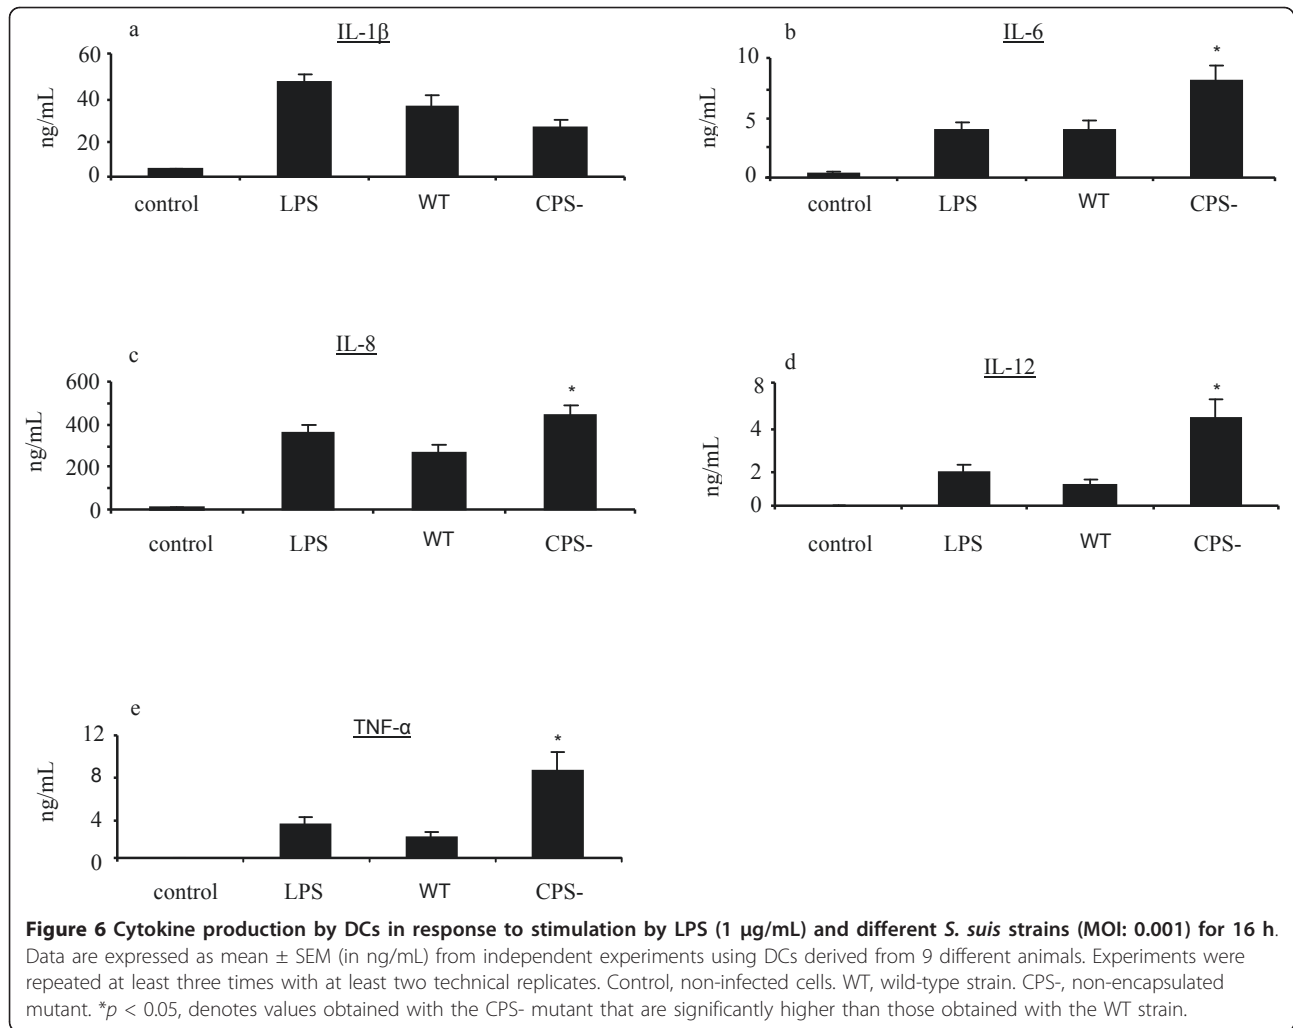 a
IL-1β
60
40
20
0
ng/mL
control LPS WT CPS-
b
IL-6
10
5
0
ng/mL
*
control LPS WT CPS-
c
IL-8
600
400
200
0
ng/mL
*
control LPS WT CPS-
d
IL-12
8
4
2
0
ng/mL
*
control LPS WT CPS-
e
TNF-α
12
8
4
0
ng/mL
*
control LPS WT CPS-
Figure 6 Cytokine production by DCs in response to stimulation by LPS (1 μg/mL) and different S. suis strains (MOI: 0.001) for 16 h.
Data are expressed as mean ± SEM (in ng/mL) from independent experiments using DCs derived from 9 different animals. Experiments were
repeated at least three times with at least two technical replicates. Control, non-infected cells. WT, wild-type strain. CPS-, non-encapsulated
mutant. *p < 0.05, denotes values obtained with the CPS- mutant that are significantly higher than those obtained with the WT strain.